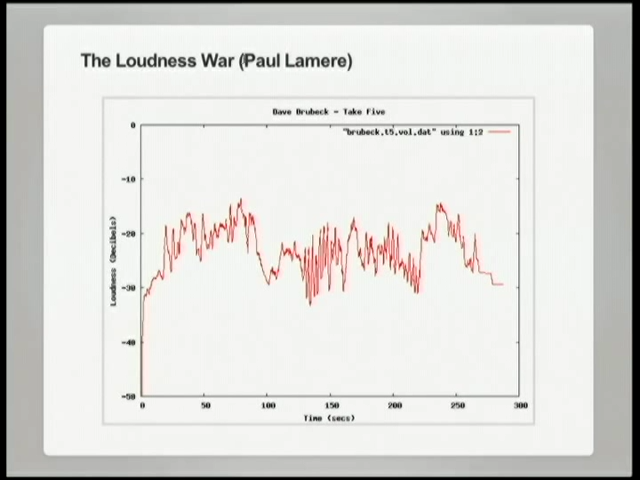 The Loudness War (Paul Lamere)
Dave Brubeck - Take Five
"brubeck.t5.vol.dat" using 1:2
Loudness (Decibels)
0
-10
-20
-30
-40
-50
0 50 100 150 200 250 300
Time (secs)